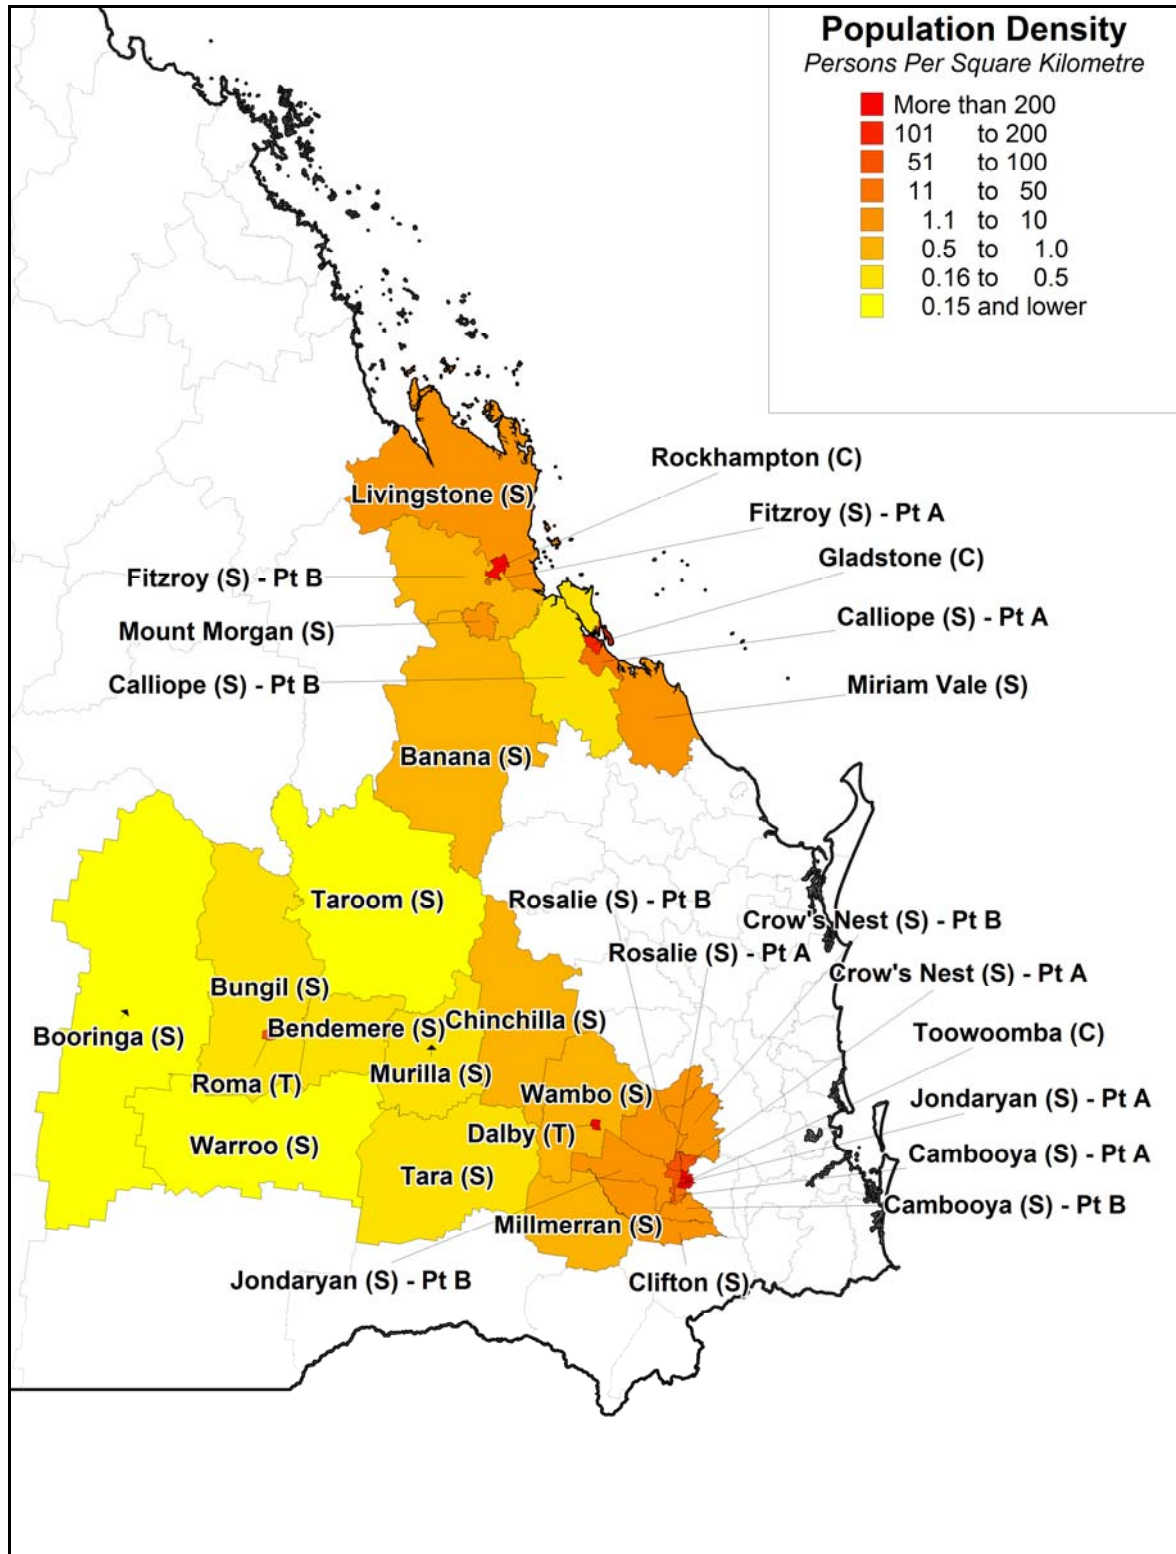 Population Density
Persons Per Square Kilometre
More than 200
101 to 200
51 to 100
11 to 50
1.1 to 10
0.5 to 1.0
0.16 to 0.5
0.15 and lower
Rockhampton (C)
Livingstone (S)
Fitzroy (S) - Pt A
Gladstone (C)
Fitzroy (S) - Pt B
Calliope (S) - Pt A
Mount Morgan (S)
Calliope (S) - Pt B
Miriam Vale (S)
Banana (S)
Taroom (S)
Rosalie (S) - Pt B
Crow's Nest (S) - Pt B
Rosalie (S) - Pt A
Crow's Nest (S) - Pt A
Bungil (S)
Booringa (S)
Bendemere (S)
Chinchilla (S)
Toowoomba (C)
Roma (T)
Murilla (S)
Wambo (S)
Jondaryan (S) - Pt A
Warroo (S)
Dalby (T)
Cambooya (S) - Pt A
Tara (S)
Cambooya (S) - Pt B
Millmerran (S)
Jondaryan (S) - Pt B
Clifton (S)